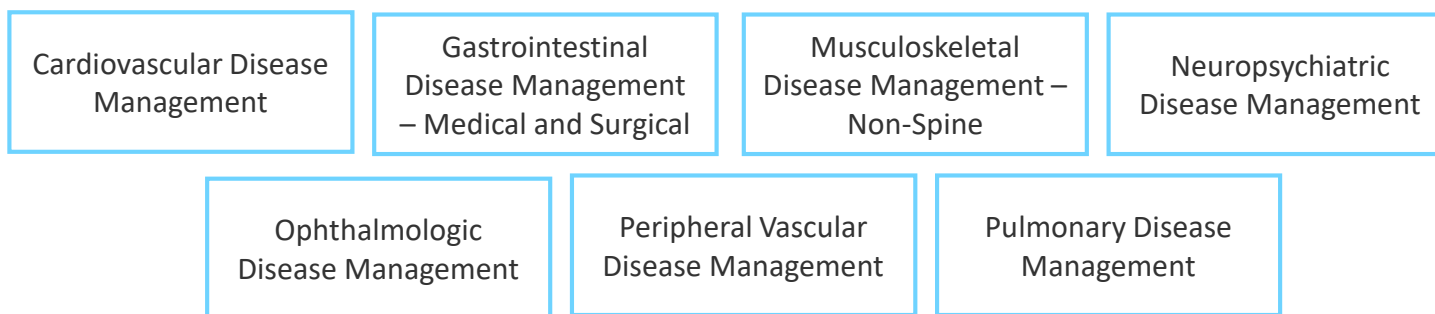 Cardiovascular Disease
Management
Gastrointestinal
Disease Management
– Medical and Surgical
Musculoskeletal
Disease Management –
Non-Spine
Neuropsychiatric
Disease Management
Ophthalmologic
Disease Management
Peripheral Vascular
Disease Management
Pulmonary Disease
Management